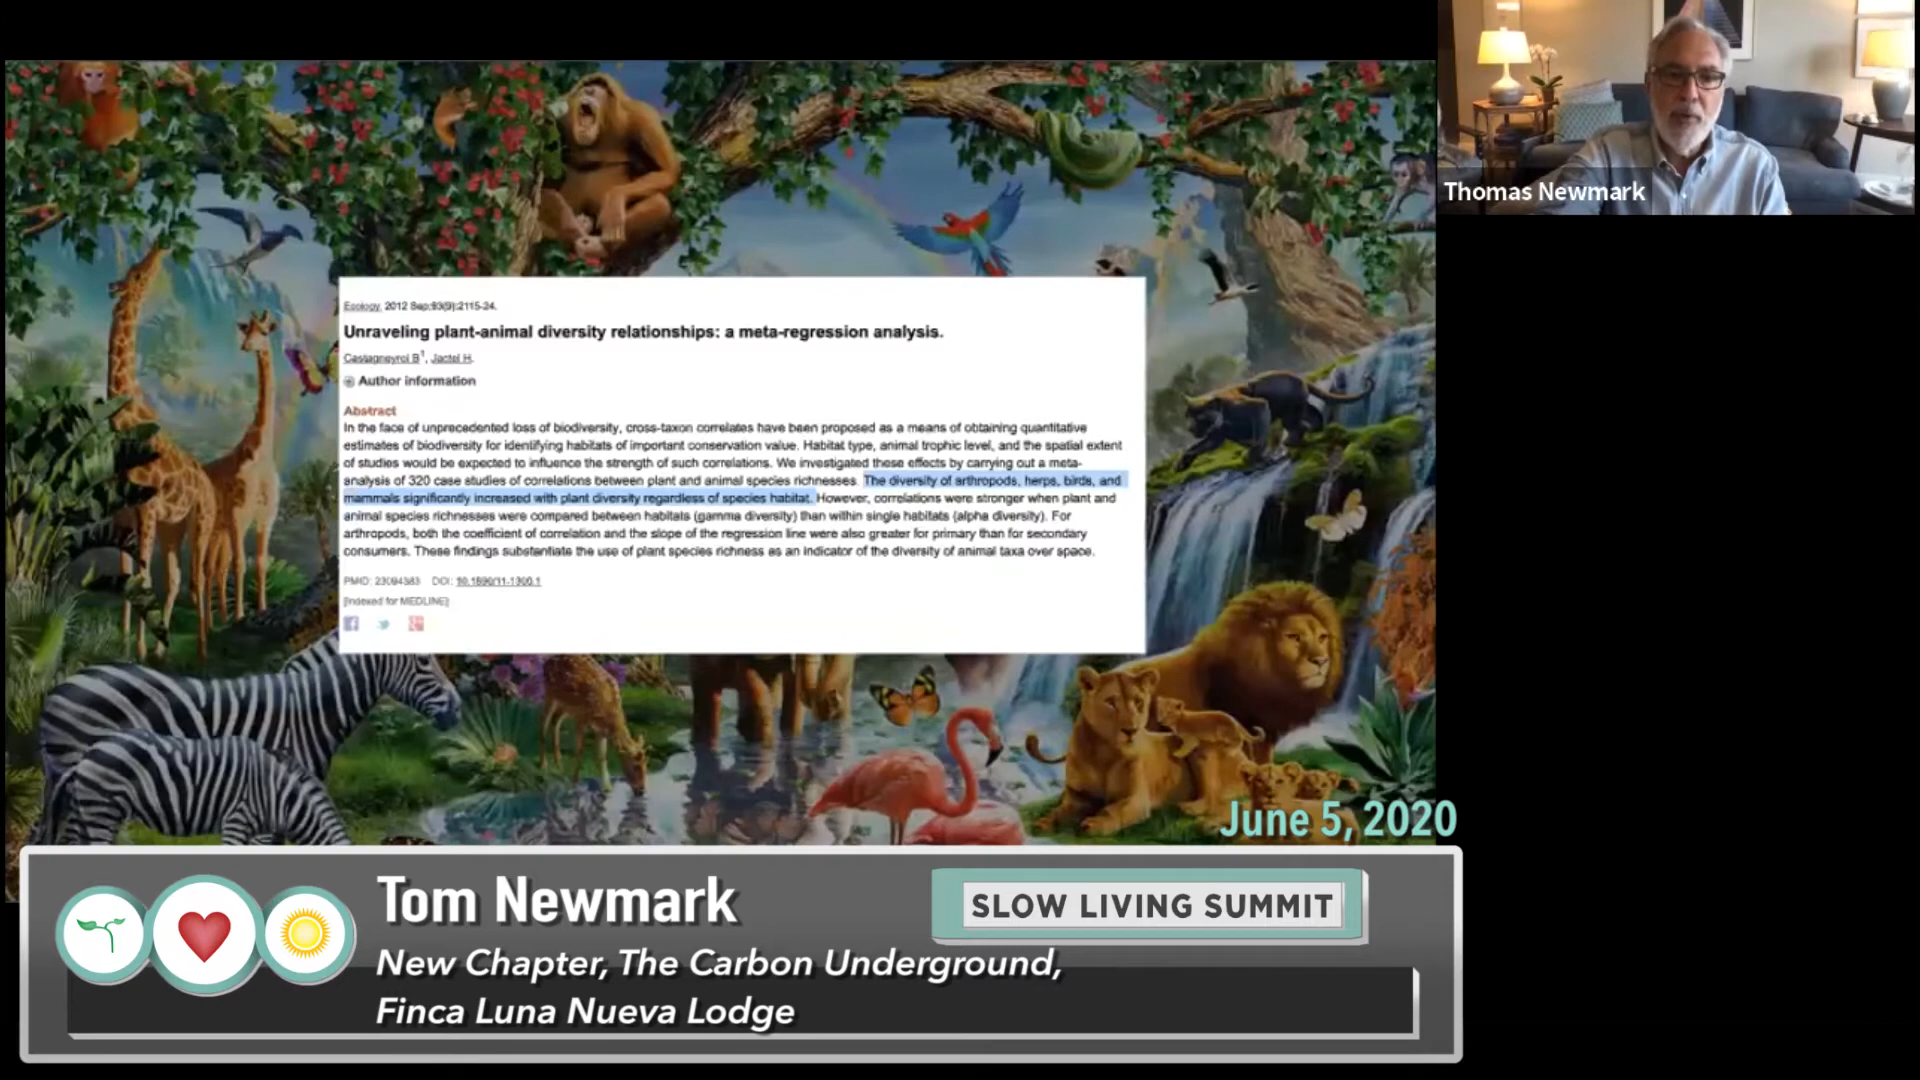 Thomas Newmark
Ecology. 2012 Sep;93(9):2115-24.
Unraveling plant-animal diversity relationships: a meta-regression analysis.
Castagneyrol B1, Jactel H.
Author information
Abstract
In the face of unprecedented loss of biodiversity, cross-taxon correlates have been proposed as a means of obtaining quantitative
estimates of biodiversity for identifying habitats of important conservation value. Habitat type, animal trophic level, and the spatial extent
of studies would be expected to influence the strength of such correlations. We investigated these effects by carrying out a meta-
analysis of 320 case studies of correlations between plant and animal species richnesses. The diversity of arthropods, herps, birds, and
mammals significantly increased with plant diversity regardless of species habitat. However, correlations were stronger when plant and
animal species richnesses were compared between habitats (gamma diversity) than within single habitats (alpha diversity). For
arthropods, both the coefficient of correlation and the slope of the regression line were also greater for primary than for secondary
consumers. These findings substantiate the use of plant species richness as an indicator of the diversity of animal taxa over space.
PMID: 23094383 DOI: 10.1890/11-1300.1
[Indexed for MEDLINE]
June 5, 2020
Tom Newmark
SLOW LIVING SUMMIT
New Chapter, The Carbon Underground,
Finca Luna Nueva Lodge